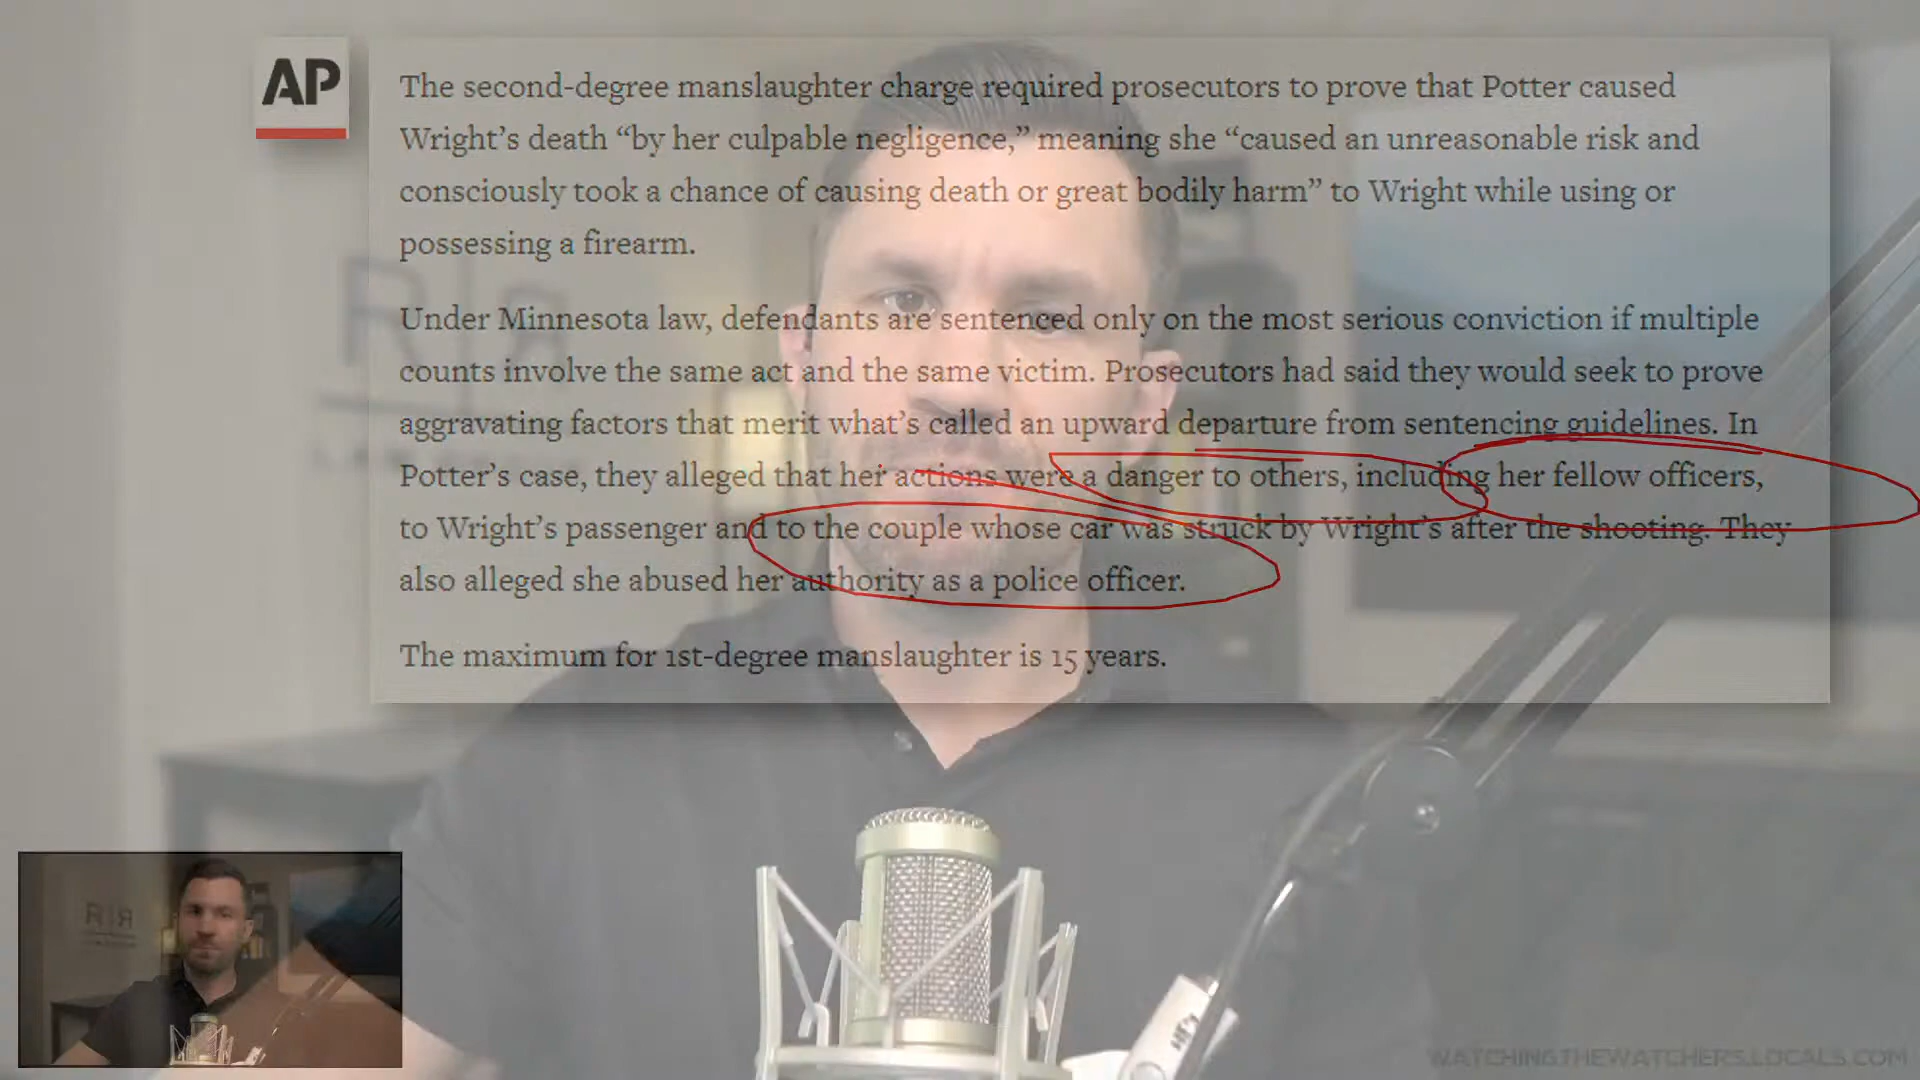 AP
The second-degree manslaughter charge required prosecutors to prove that Potter caused
Wright’s death “by her culpable negligence,” meaning she “caused an unreasonable risk and
consciously took a chance of causing death or great bodily harm” to Wright while using or
possessing a firearm.
Under Minnesota law, defendants are sentenced only on the most serious conviction if multiple
counts involve the same act and the same victim. Prosecutors had said they would seek to prove
aggravating factors that merit what’s called an upward departure from sentencing guidelines. In
Potter’s case, they alleged that her actions were a danger to others, including her fellow officers,
to Wright’s passenger and to the couple whose car was struck by Wright’s after the shooting. They
also alleged she abused her authority as a police officer.
The maximum for 1st-degree manslaughter is 15 years.
WATCHINGTHEWATCHERS.LOCALS.COM